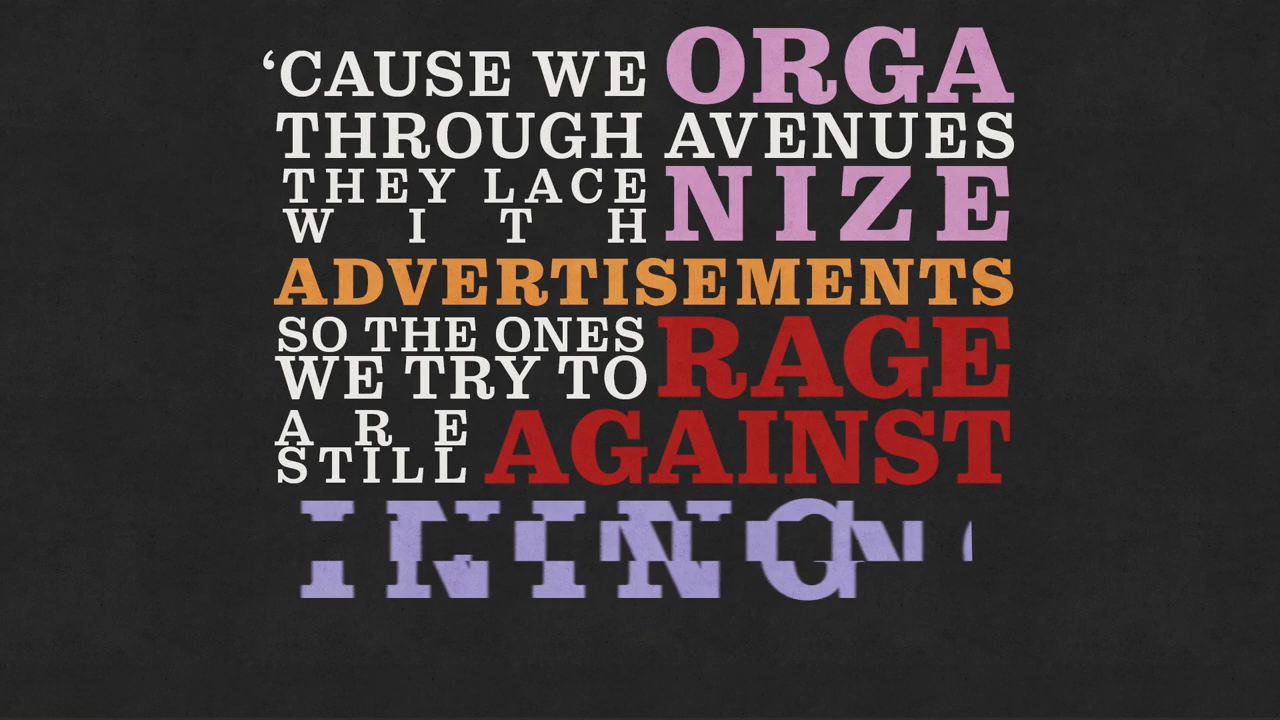 ‘CAUSE WE ORGA
THROUGH AVENUES
THEY LACE NIZE
WITH
ADVERTISEMENTS
SO THE ONES RAGE
WE TRY TO
ARE AGAINST
STILL